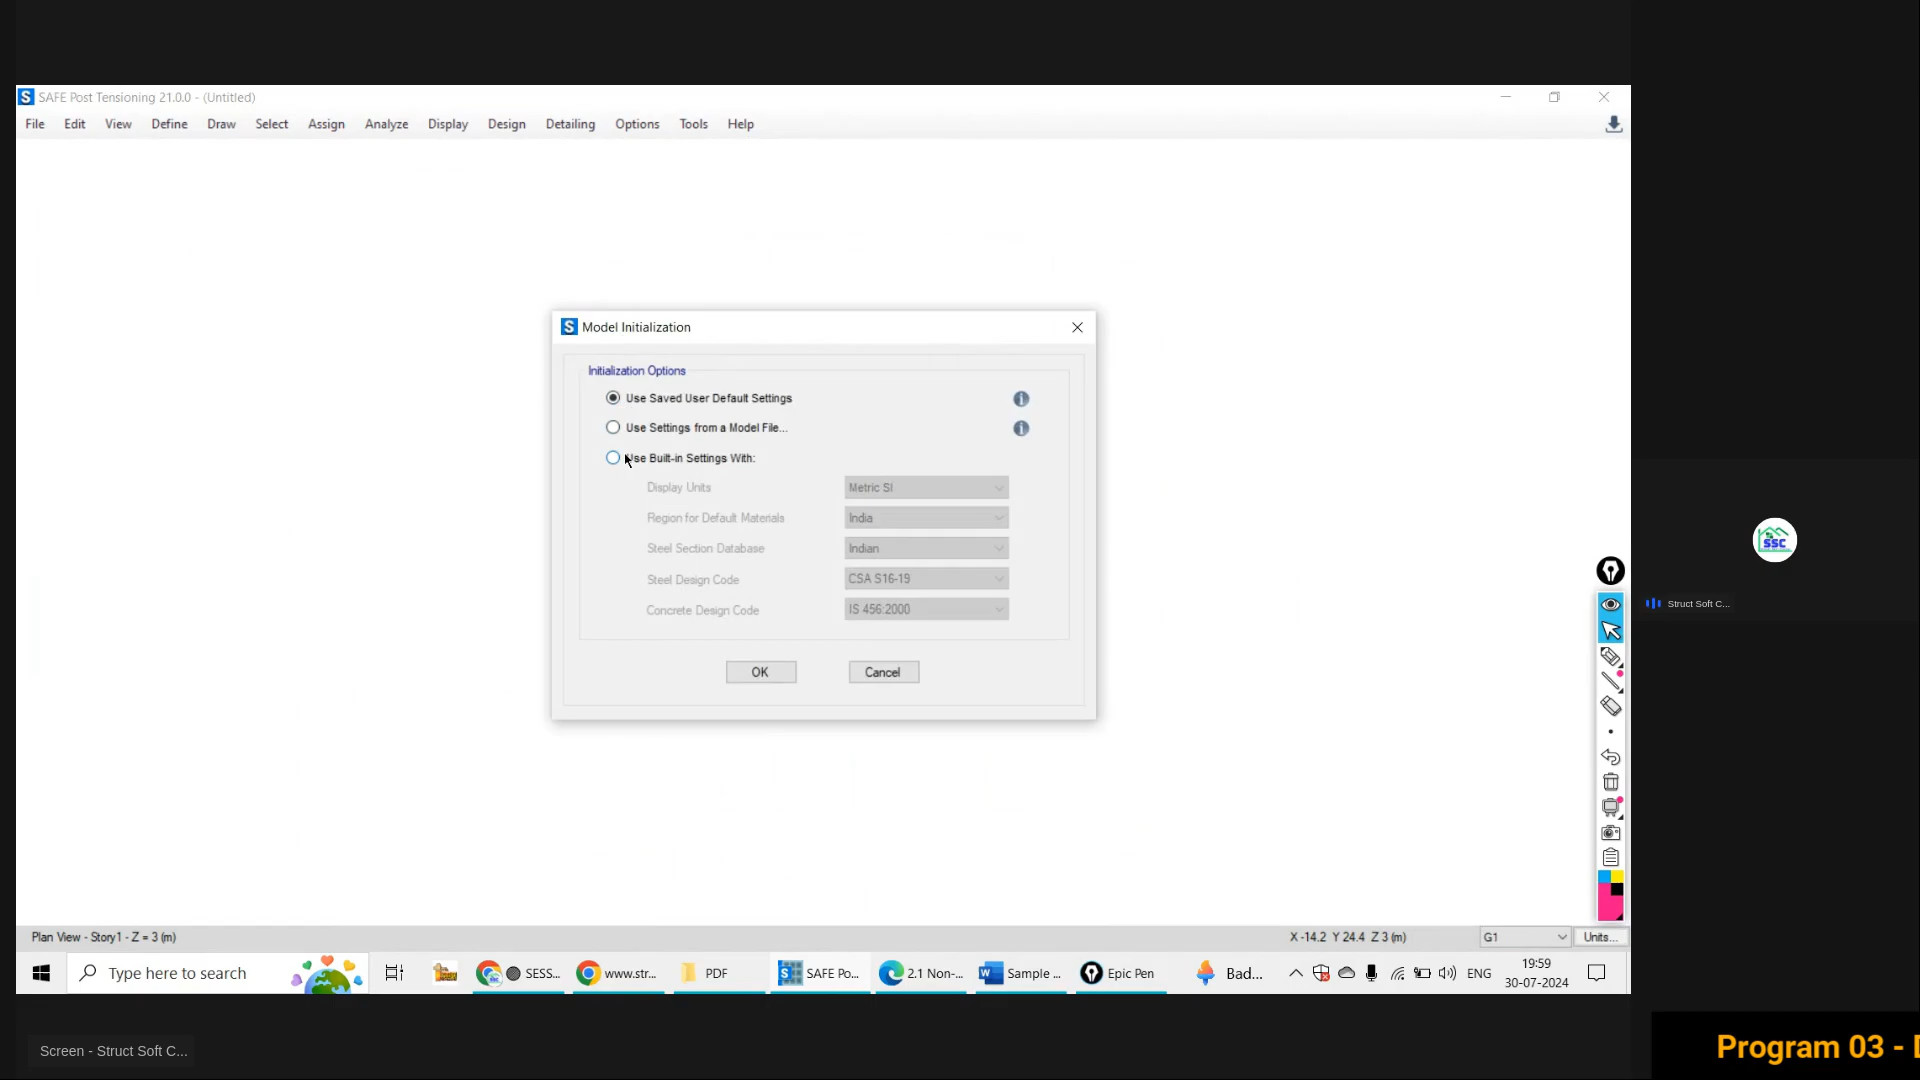 SAFE Post Tensioning 21.0.0 - (Untitled)
File Edit View Define Draw Select Assign Analyze Display Design Detailing Options Tools Help
Model Initialization
Initialization Options
Use Saved User Default Settings
Use Settings from a Model File...
Use Built-in Settings With:
Display Units Metric SI
Region for Default Materials India
Steel Section Database Indian
Steel Design Code CSA S16-19
Concrete Design Code IS 456:2000
OK Cancel
SSC
Struct Soft C...
Plan View - Story1 - Z = 3 (m) X -14.2 Y 24.4 Z 3 (m) G1 Units...
Type here to search SESS... www.str... PDF SAFE Po... 2.1 Non-... Sample ... Epic Pen Bad... ENG 19:59
30-07-2024
Screen - Struct Soft C...
Program 03 -